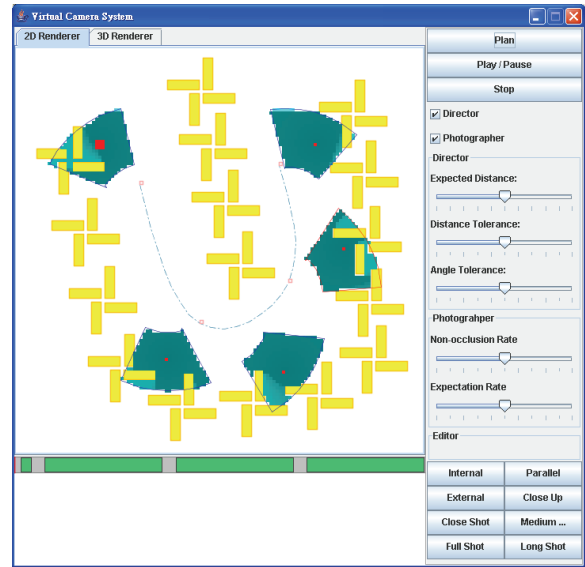 Virtual Camera System
2D Renderer 3D Renderer
Plan
Play / Pause
Stop
Director
Photographer
Director
Expected Distance:
Distance Tolerance:
Angle Tolerance:
Photograhper
Non-occlusion Rate
Expectation Rate
Editor
Internal Parallel
External Close Up
Close Shot Medium ...
Full Shot Long Shot